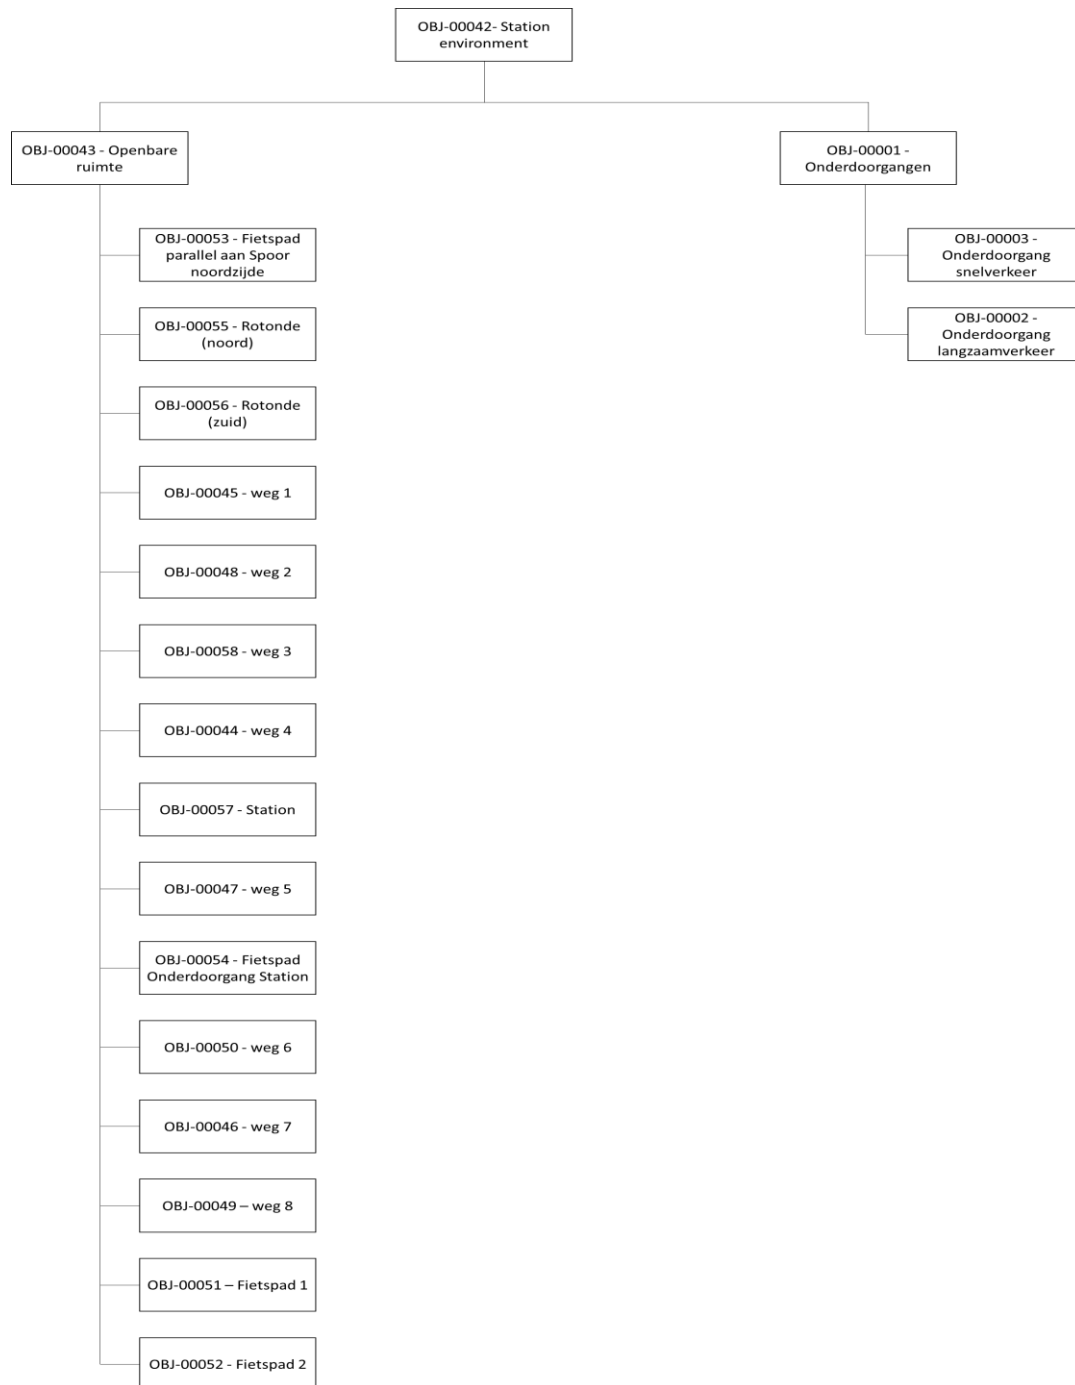 OBJ-00042- Station
environment
OBJ-00043 - Openbare
ruimte
OBJ-00001 -
Onderdoorgangen
OBJ-00053 - Fietspad
parallel aan Spoor
noordzijde
OBJ-00003 -
Onderdoorgang
snelverkeer
OBJ-00055 - Rotonde
(noord)
OBJ-00002 -
Onderdoorgang
langzaamverkeer
OBJ-00056 - Rotonde
(zuid)
OBJ-00045 - weg 1
OBJ-00048 - weg 2
OBJ-00058 - weg 3
OBJ-00044 - weg 4
OBJ-00057 - Station
OBJ-00047 - weg 5
OBJ-00054 - Fietspad
Onderdoorgang Station
OBJ-00050 - weg 6
OBJ-00046 - weg 7
OBJ-00049 – weg 8
OBJ-00051 – Fietspad 1
OBJ-00052 - Fietspad 2